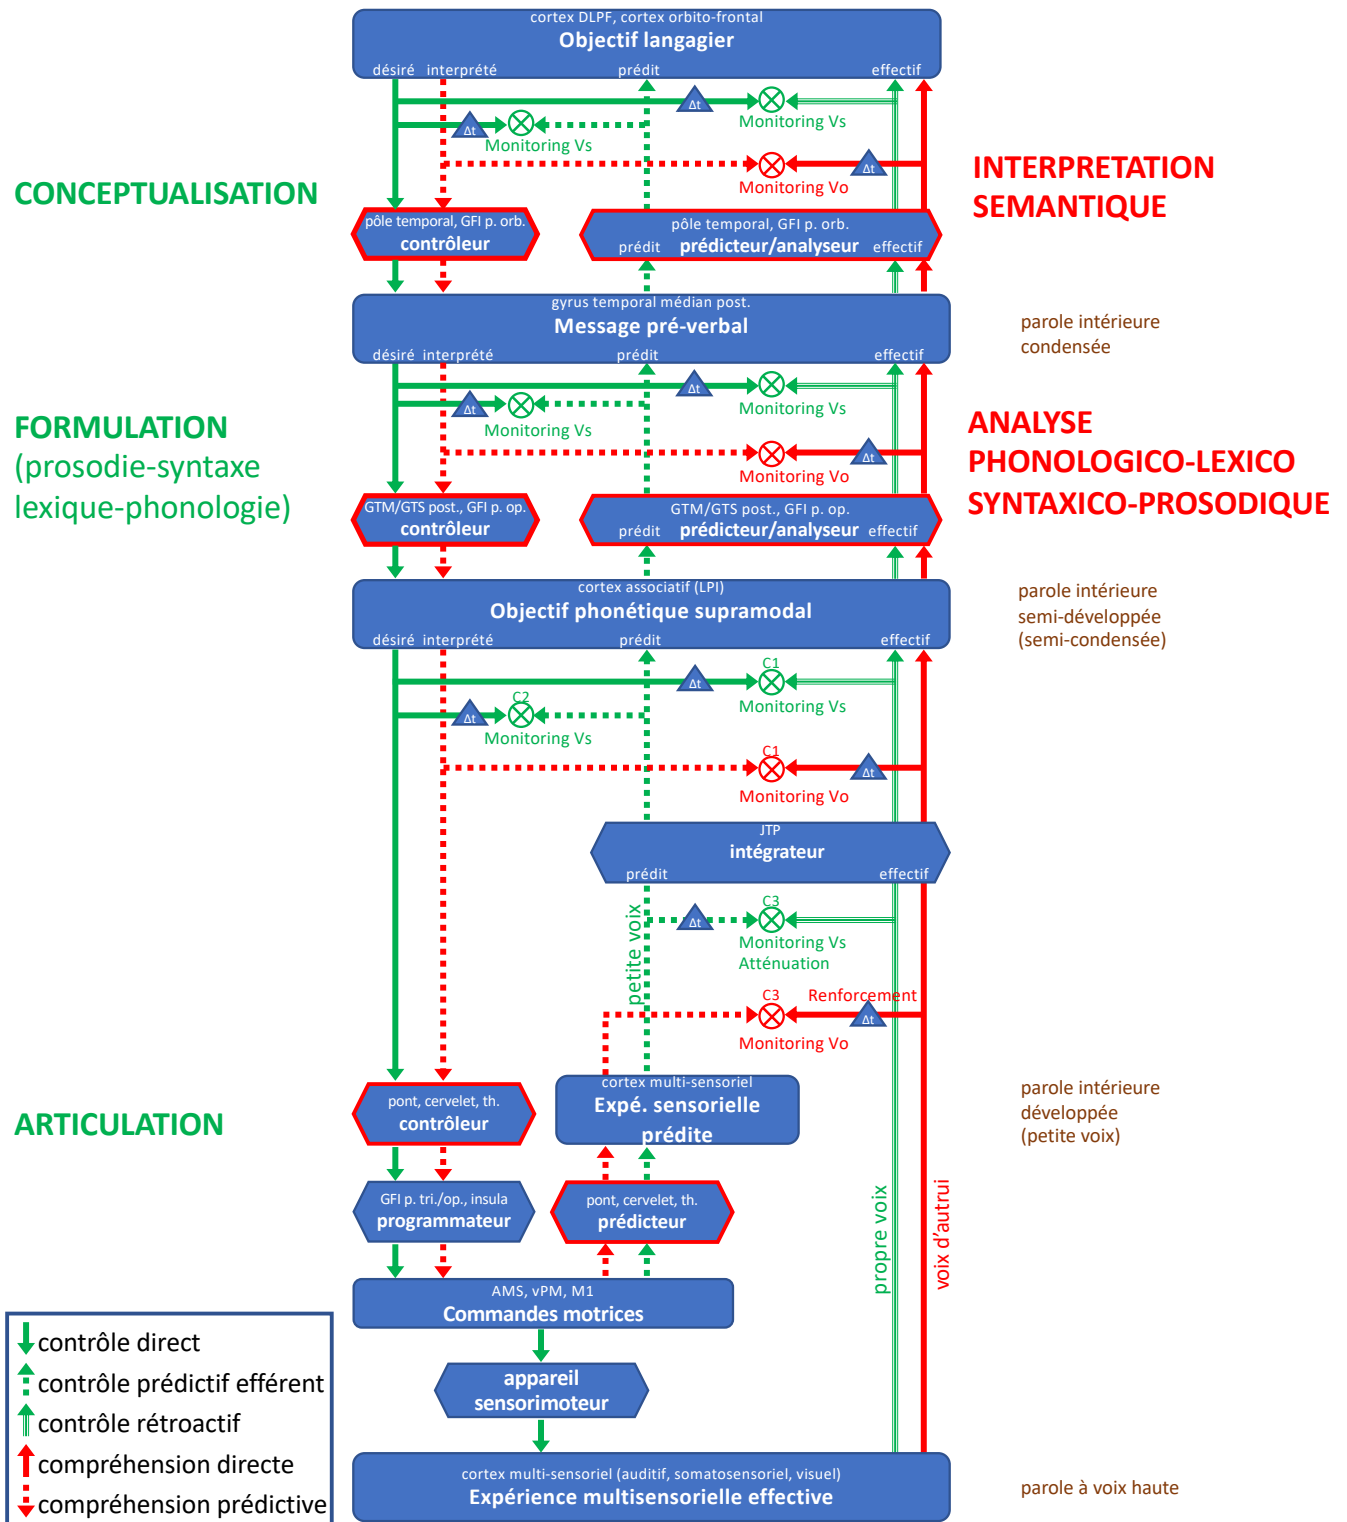 cortex DLPF, cortex orbito-frontal
Objectif langagier
désiré interprété prédit effectif
Δt
Monitoring Vs
Δt
Monitoring Vs
Δt
Monitoring Vo
CONCEPTUALISATION
INTERPRETATION
SEMANTIQUE
pôle temporal, GFI p. orb.
contrôleur
pôle temporal, GFI p. orb.
prédit prédicteur/analyseur effectif
gyrus temporal médian post.
Message pré-verbal
désiré interprété prédit effectif
parole intérieure
condensée
Δt
Monitoring Vs
Δt
Monitoring Vs
Δt
Monitoring Vo
FORMULATION
(prosodie-syntaxe
lexique-phonologie)
ANALYSE
PHONOLOGICO-LEXICO
SYNTAXICO-PROSODIQUE
GTM/GTS post., GFI p. op.
contrôleur
GTM/GTS post., GFI p. op.
prédit prédicteur/analyseur effectif
cortex associatif (LPI)
Objectif phonétique supramodal
désiré interprété prédit effectif
parole intérieure
semi-développée
(semi-condensée)
C1
Δt
Monitoring Vs
C2
Δt
Monitoring Vs
C1
Δt
Monitoring Vo
JTP
intégrateur
prédit effectif
petite voix
C3
Δt
Monitoring Vs
Atténuation
C3
Renforcement
Δt
Monitoring Vo
ARTICULATION
pont, cervelet, th.
contrôleur
cortex multi-sensoriel
Expé. sensorielle
prédite
parole intérieure
développée
(petite voix)
GFI p. tri./op., insula
programmateur
pont, cervelet, th.
prédicteur
propre voix
voix d'autrui
AMS, vPM, M1
Commandes motrices
appareil
sensorimoteur
cortex multi-sensoriel (auditif, somatosensoriel, visuel)
Expérience multisensorielle effective
parole à voix haute
contrôle direct
contrôle prédictif efférent
contrôle rétroactif
compréhension directe
compréhension prédictive